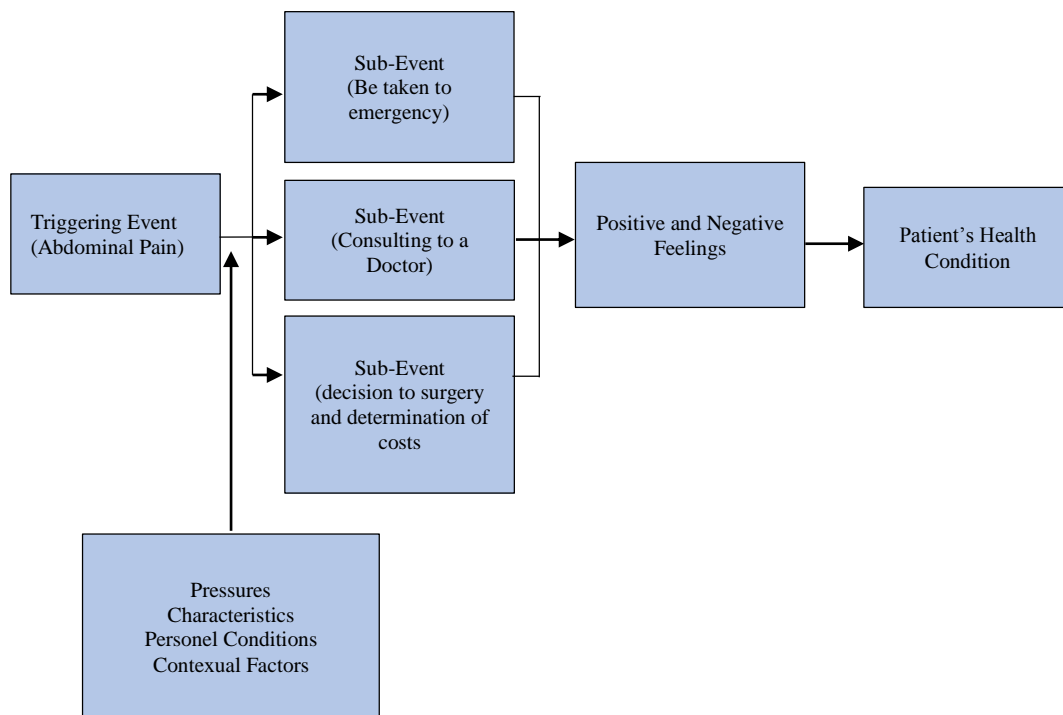 Sub-Event
(Be taken to
emergency)
Triggering Event
(Abdominal Pain)
Sub-Event
(Consulting to a
Doctor)
Positive and Negative
Feelings
Patient's Health
Condition
Sub-Event
(decision to surgery
and determination of
costs
Pressures
Characteristics
Personel Conditions
Contexual Factors